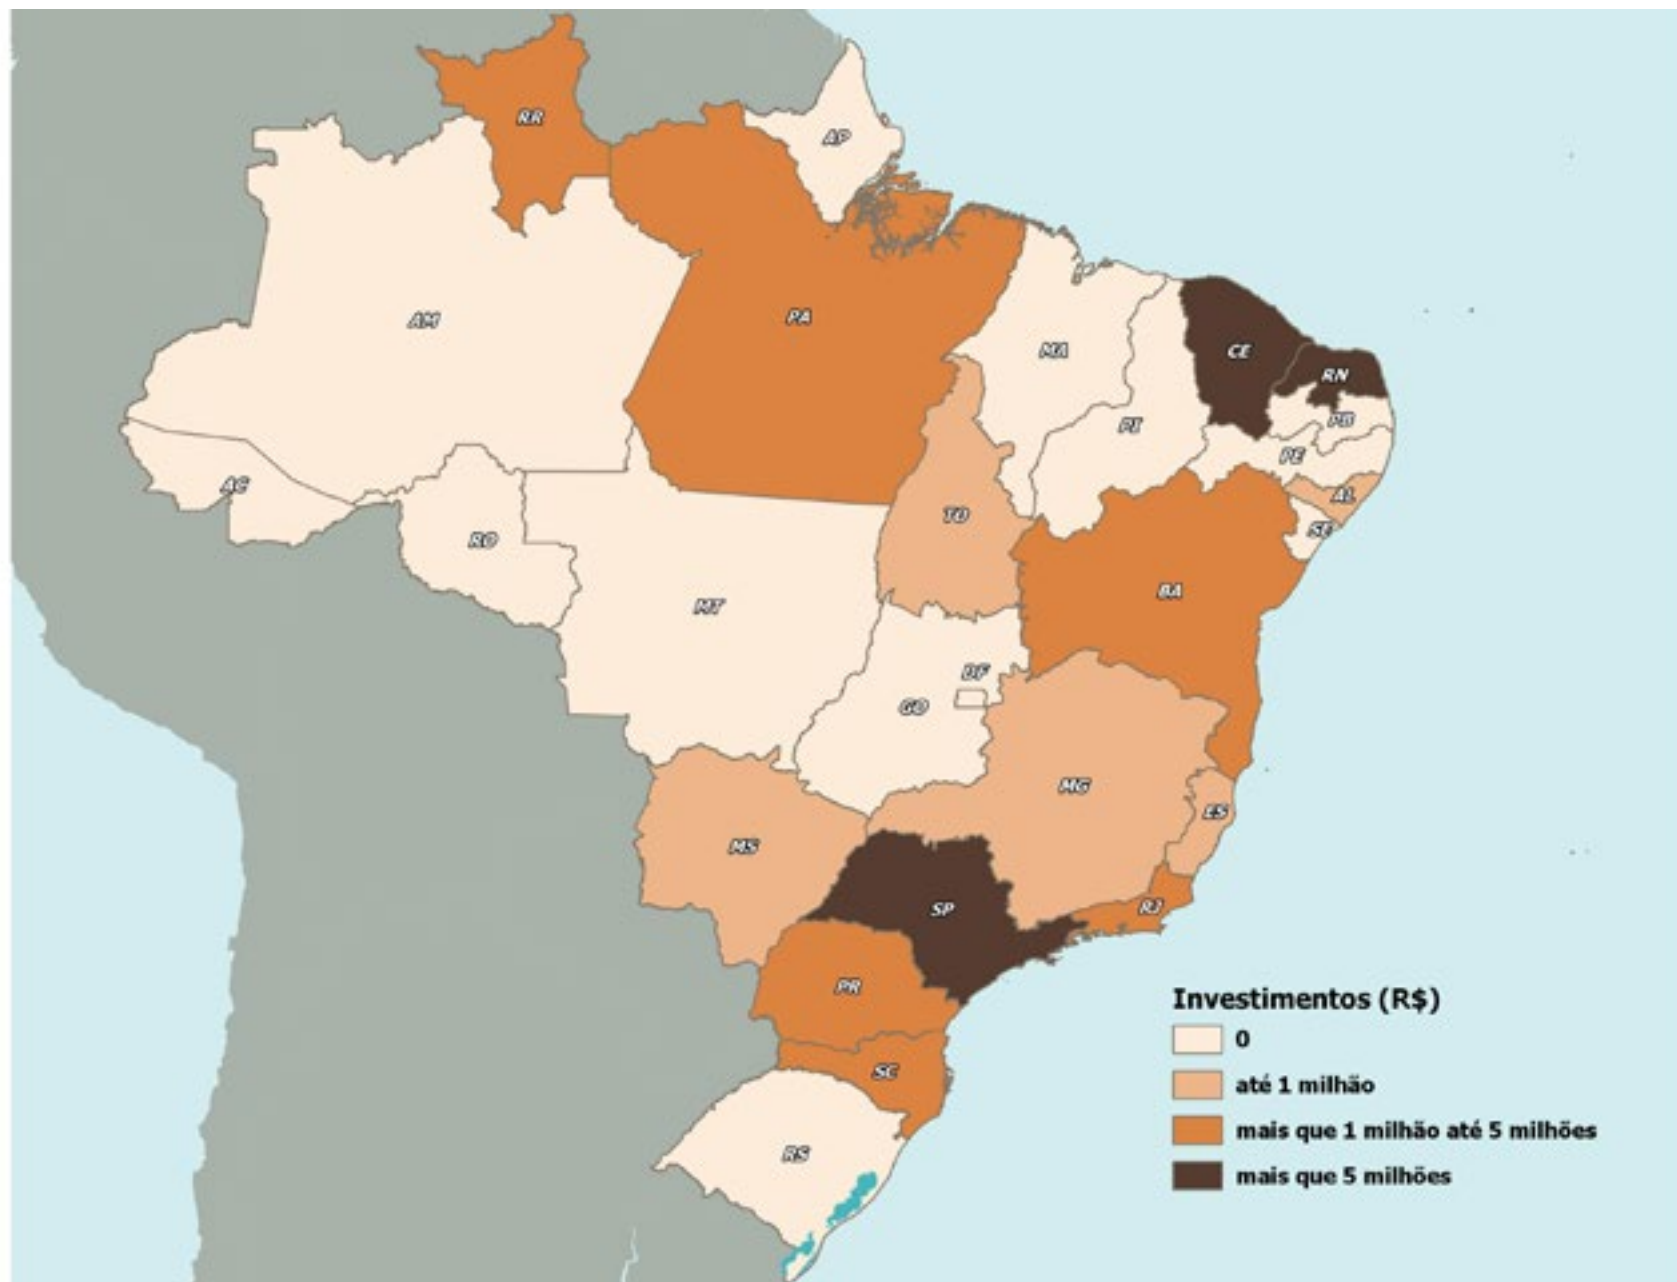 RR
AP
AM
PA
MA
CE
RN
PB
PI
PE
AC
AL
TO
SE
RO
BA
MT
DF
GO
MG
ES
MS
SP
RJ
PR
SC
RS
Investimentos (R$)
0
até 1 milhão
mais que 1 milhão até 5 milhões
mais que 5 milhões